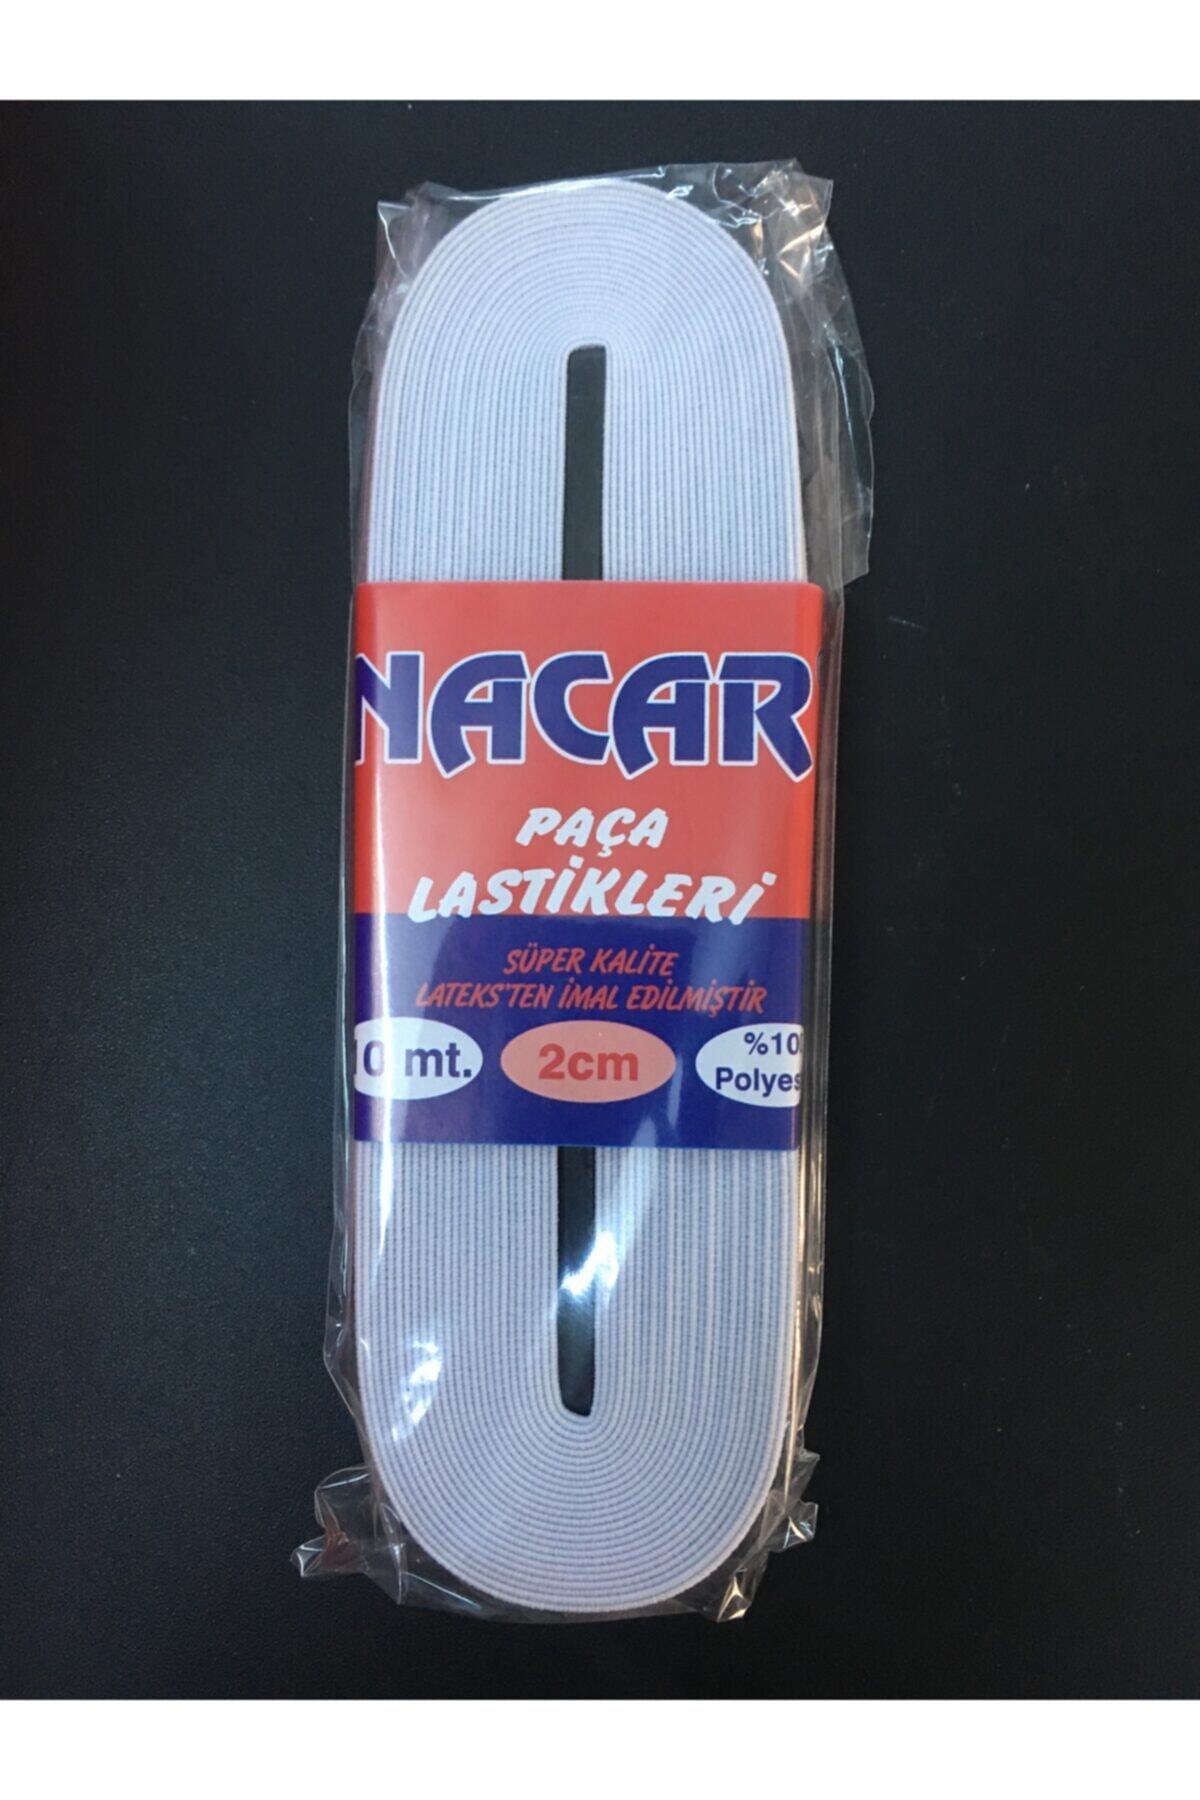 NACAR
PAÇA
LASTİKLERİ
SÜPER KALİTE
LATEKS'TEN İMAL EDİLMİŞTİR
10 mt.
2cm
%10
Polyes